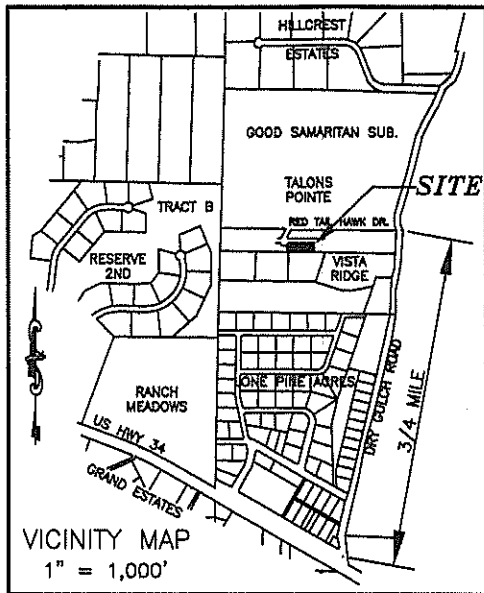 HILLCREST
ESTATES
GOOD SAMARITAN SUB.
TALONS
POINTE
SITE
TRACT B
RED TAIL HAWK DR.
RESERVE
2ND
VISTA
RIDGE
ONE PINE ACRES
RANCH
MEADOWS
DRY GULCH ROAD
3/4 MILE
US HWY 34
GRAND ESTATES
VICINITY MAP
1" = 1,000'